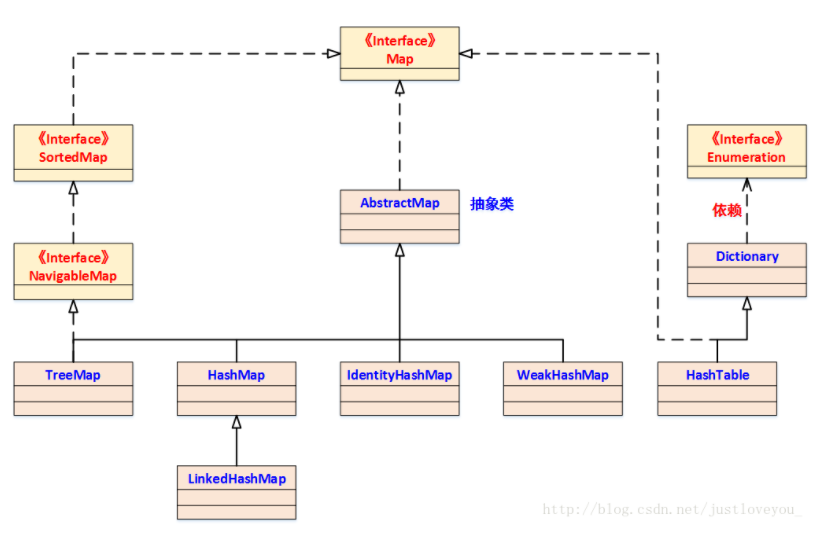 《Interface》
Map
《Interface》
SortedMap
《Interface》
Enumeration
AbstractMap
抽象类
依赖
《Interface》
NavigableMap
Dictionary
TreeMap
HashMap
IdentityHashMap
WeakHashMap
HashTable
LinkedHashMap
http://blog.csdn.net/justloveyou_